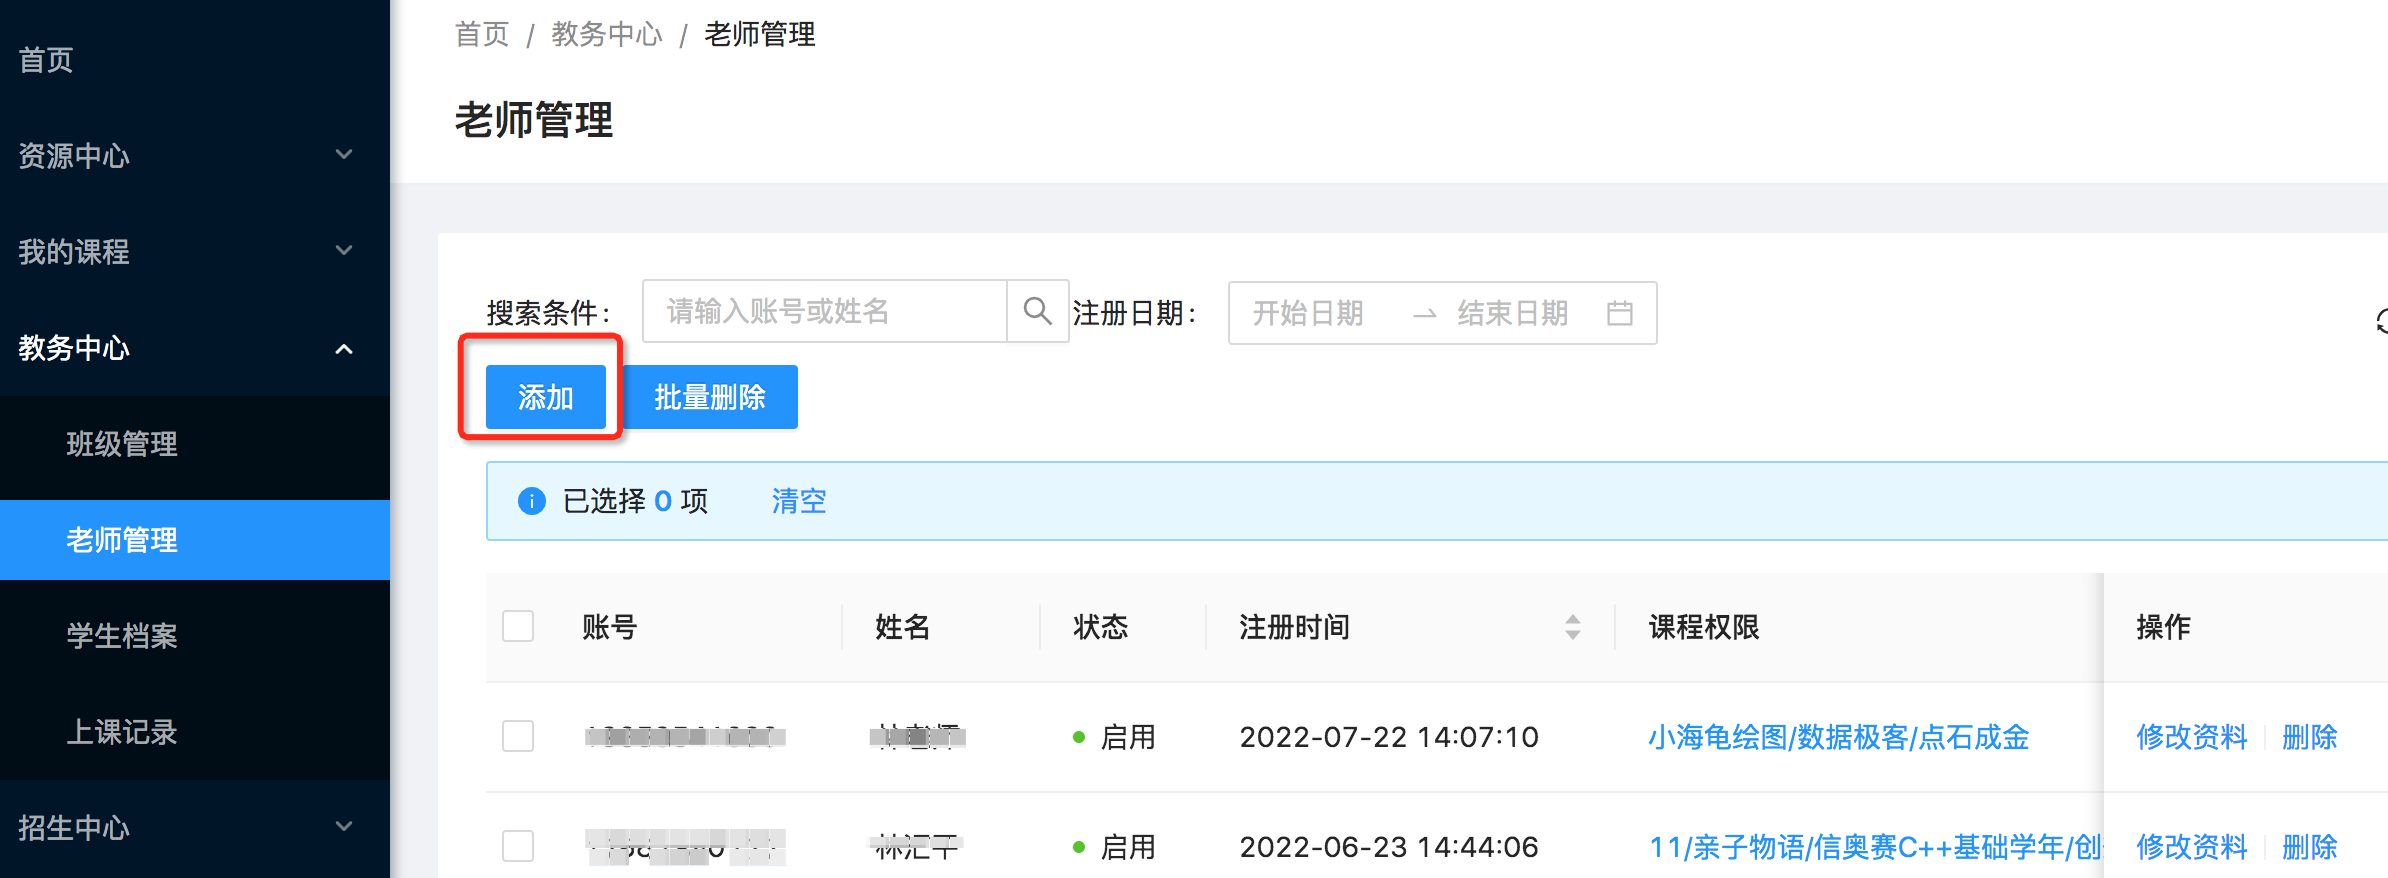 首页
资源中心
我的课程
教务中心
班级管理
老师管理
学生档案
上课记录
招生中心
首页 / 教务中心 / 老师管理
老师管理
搜索条件: 请输入账号或姓名 注册日期: 开始日期 → 结束日期
添加 批量删除
已选择 0 项 清空
账号 姓名 状态 注册时间 课程权限 操作
启用 2022-07-22 14:07:10 小海龟绘图/数据极客/点石成金 修改资料 删除
启用 2022-06-23 14:44:06 11/亲子物语/信奥赛C++基础学年/创 修改资料 删除